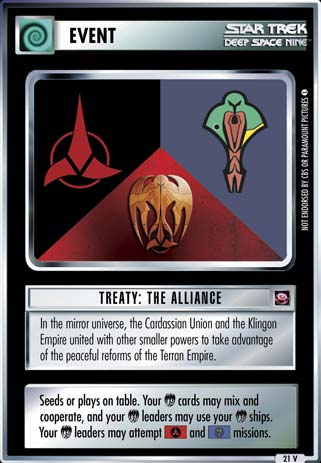 EVENT
STAR TREK
DEEP SPACE NINE™
NOT ENDORSED BY CBS OR PARAMOUNT PICTURES
TREATY: THE ALLIANCE
In the mirror universe, the Cardassian Union and the Klingon
Empire united with other smaller powers to take advantage
of the peaceful reforms of the Terran Empire.
Seeds or plays on table. Your cards may mix and
cooperate, and your leaders may use your ships.
Your leaders may attempt and missions.
21 V